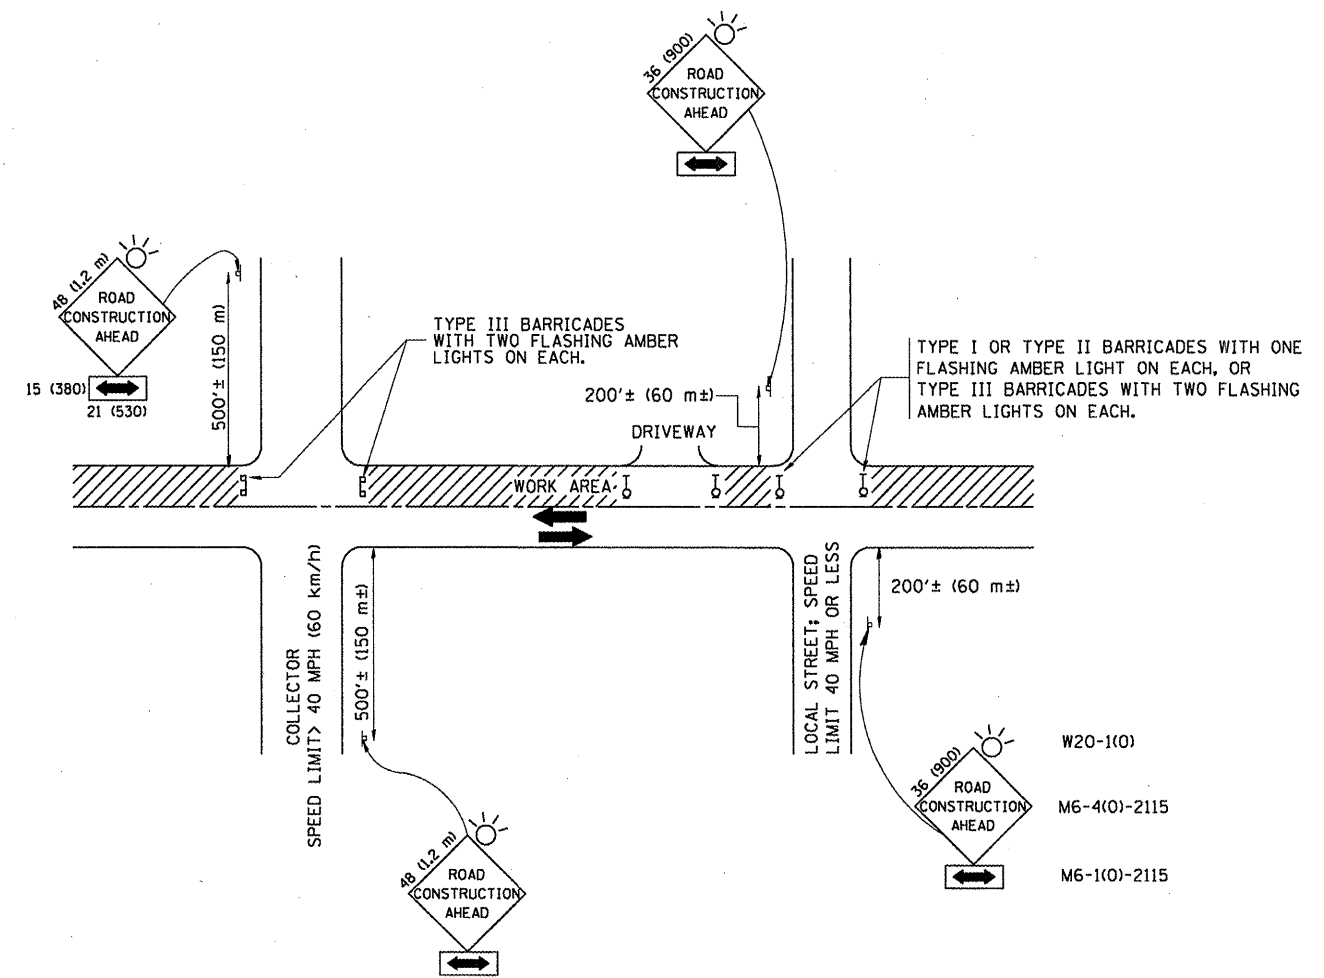 36 (900)
ROAD
CONSTRUCTION
AHEAD
48 (1.2 m)
ROAD
CONSTRUCTION
AHEAD
15 (380)
21 (530)
500'± (150 m)
TYPE III BARRICADES
WITH TWO FLASHING AMBER
LIGHTS ON EACH.
200'± (60 m±)
DRIVEWAY
TYPE I OR TYPE II BARRICADES WITH ONE
FLASHING AMBER LIGHT ON EACH, OR
TYPE III BARRICADES WITH TWO FLASHING
AMBER LIGHTS ON EACH.
WORK AREA
COLLECTOR
SPEED LIMIT> 40 MPH (60 km/h)
500'± (150 m±)
LOCAL STREET; SPEED
LIMIT 40 MPH OR LESS
200'± (60 m±)
48 (1.2 m)
ROAD
CONSTRUCTION
AHEAD
36 (900)
ROAD
CONSTRUCTION
AHEAD
W20-1(O)
M6-4(O)-2115
M6-1(O)-2115